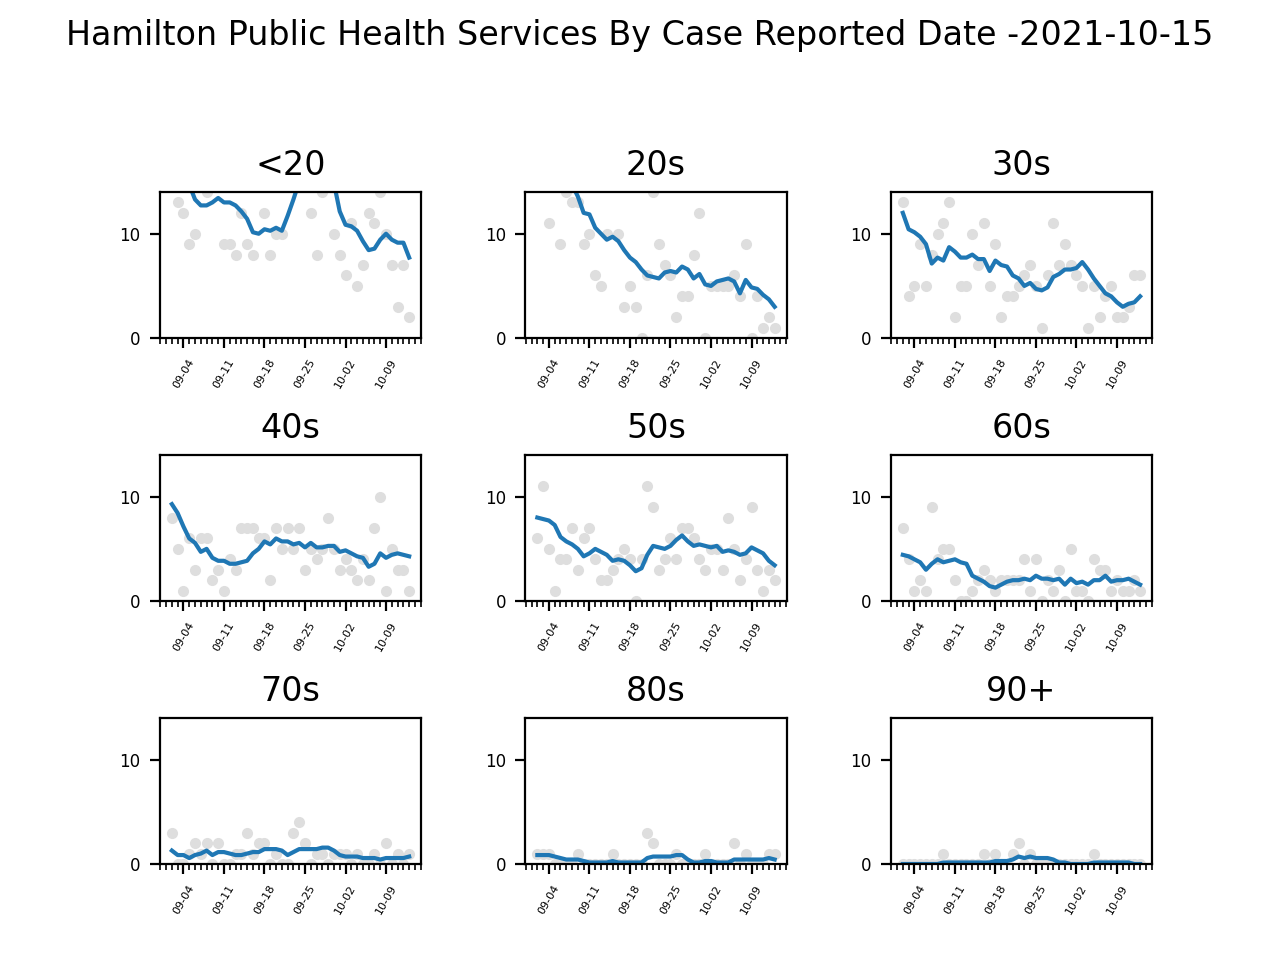 Hamilton Public Health Services By Case Reported Date -2021-10-15
<20 20s 30s
10 10 10
0 0 0
09-04 09-11 09-18 09-25 10-02 10-09 09-04 09-11 09-18 09-25 10-02 10-09 09-04 09-11 09-18 09-25 10-02 10-09
40s 50s 60s
10 10 10
0 0 0
09-04 09-11 09-18 09-25 10-02 10-09 09-04 09-11 09-18 09-25 10-02 10-09 09-04 09-11 09-18 09-25 10-02 10-09
70s 80s 90+
10 10 10
0 0 0
09-04 09-11 09-18 09-25 10-02 10-09 09-04 09-11 09-18 09-25 10-02 10-09 09-04 09-11 09-18 09-25 10-02 10-09